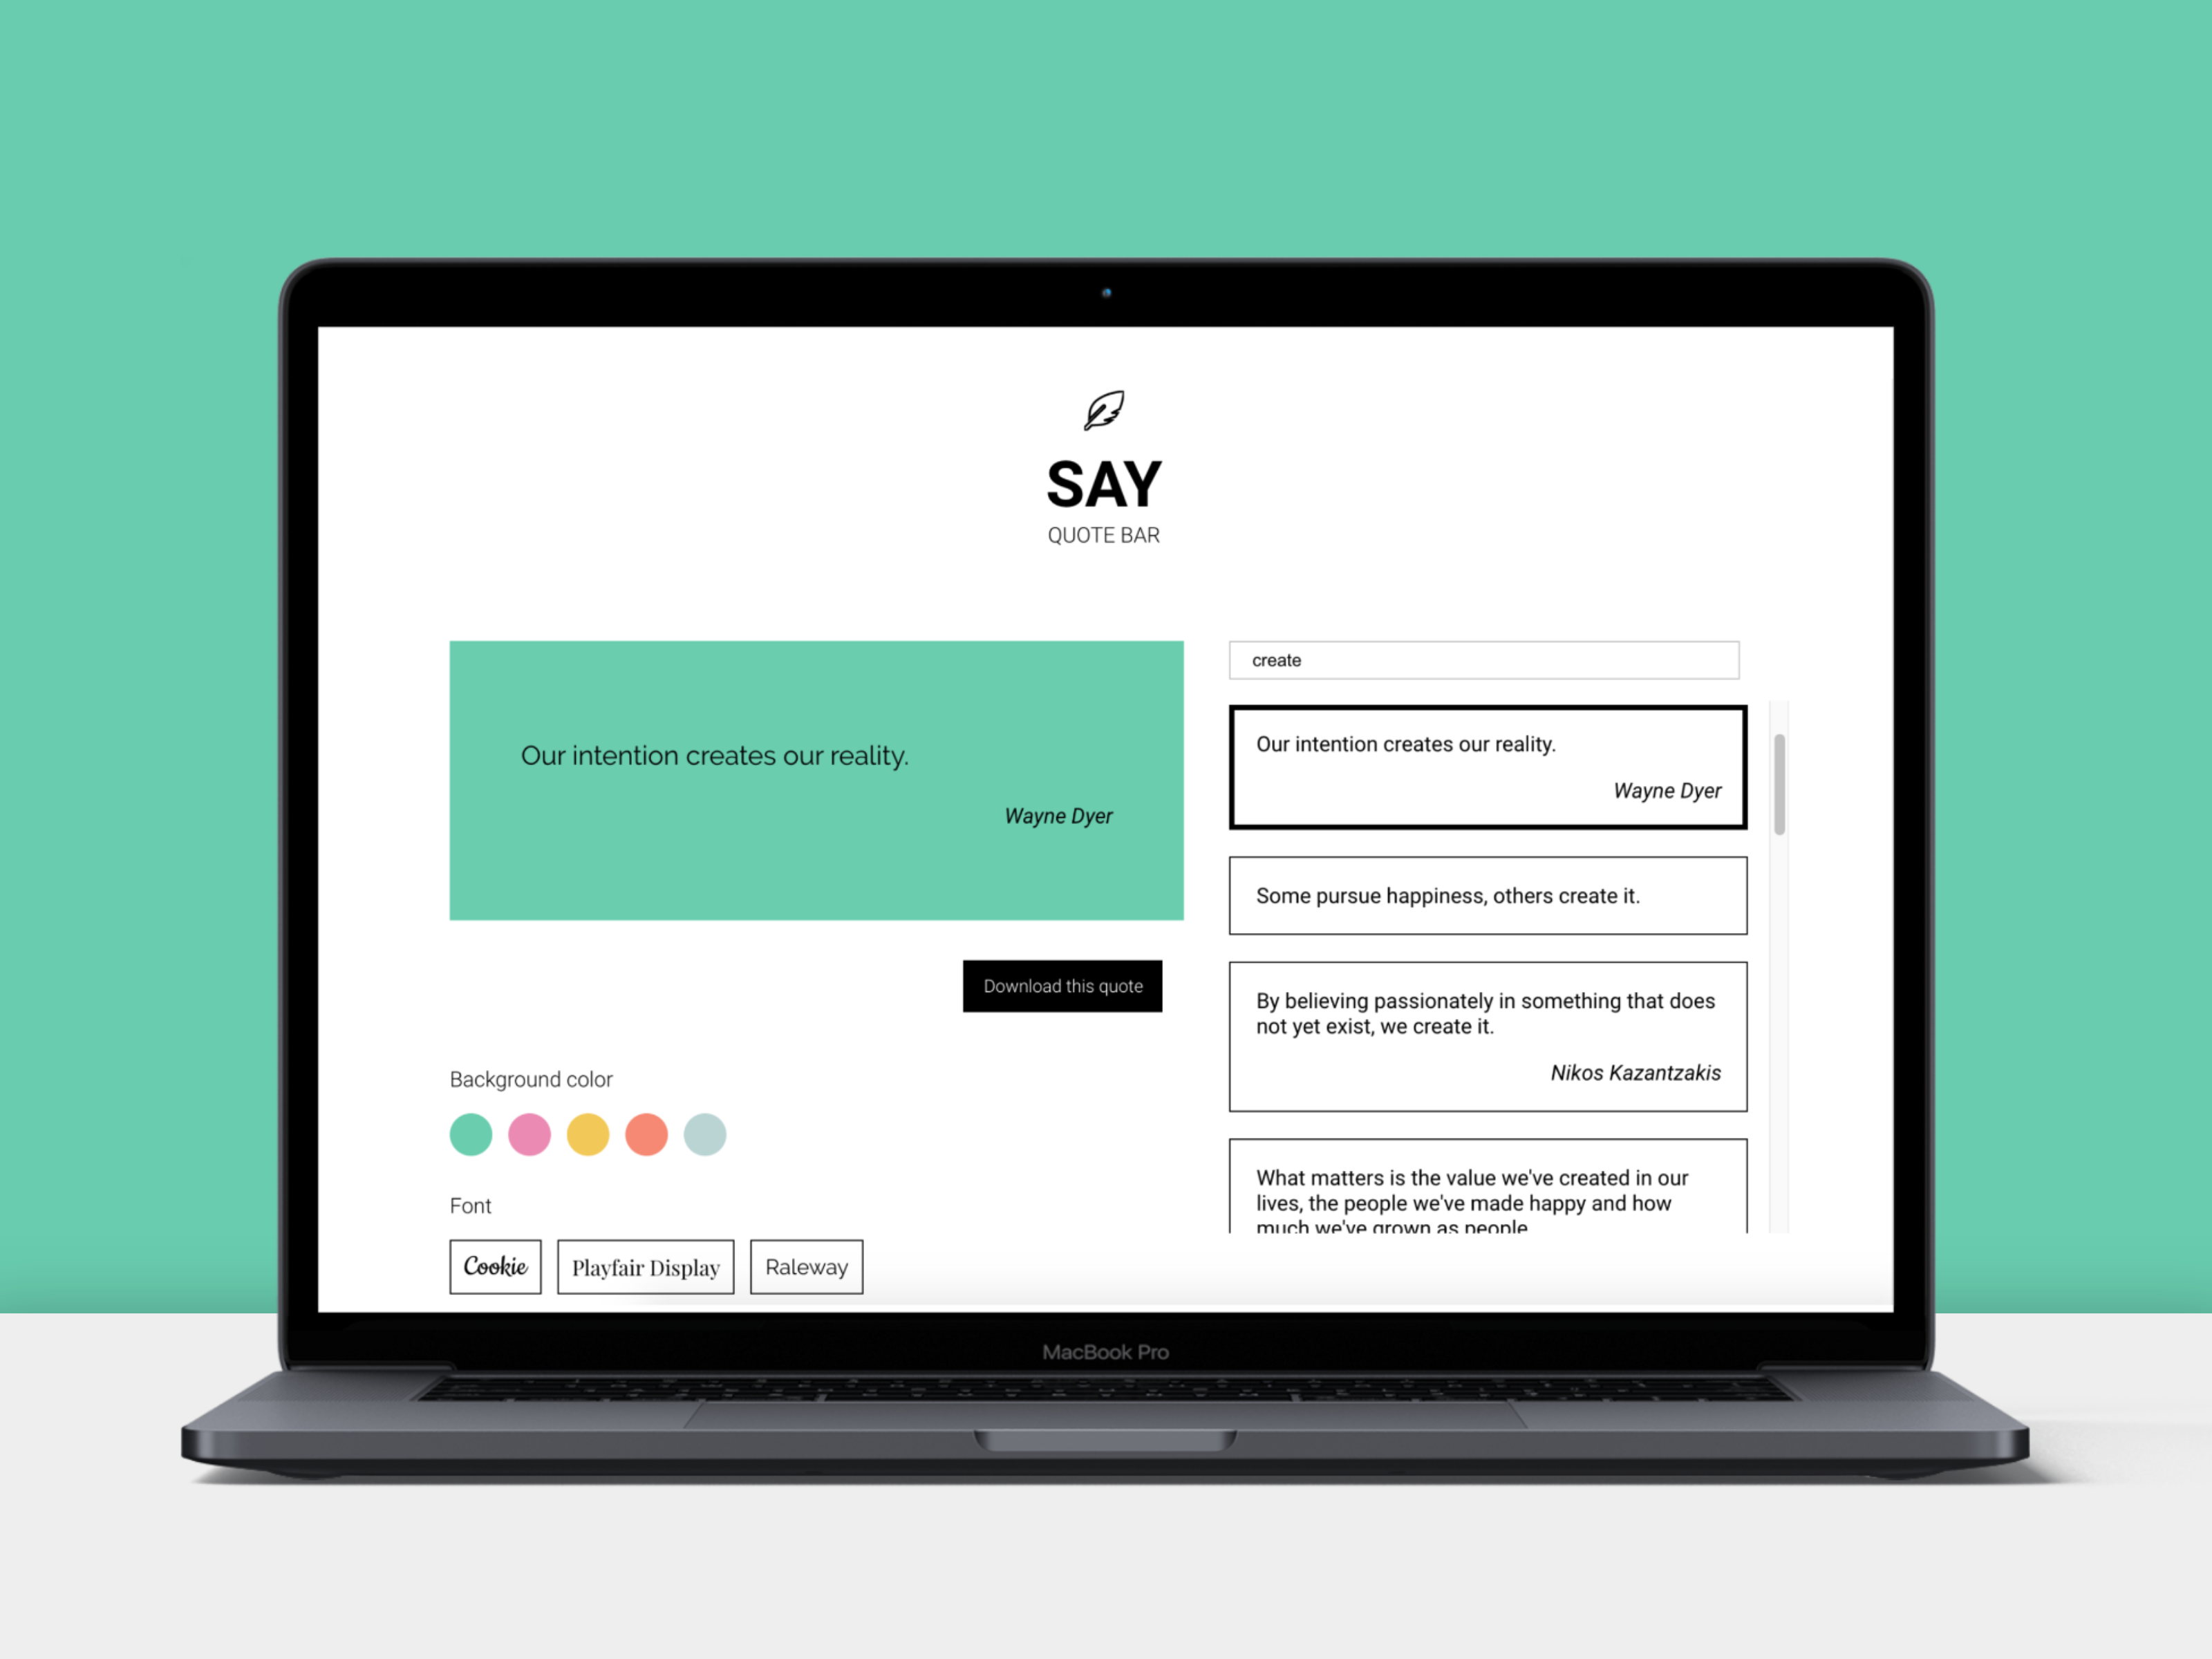 SAY
QUOTE BAR
Our intention creates our reality.
Wayne Dyer
Download this quote
Background color
Font
Cookie
Playfair Display
Raleway
create
Our intention creates our reality.
Wayne Dyer
Some pursue happiness, others create it.
By believing passionately in something that does
not yet exist, we create it.
Nikos Kazantzakis
What matters is the value we've created in our
lives, the people we've made happy and how
much we've grown as people
MacBook Pro